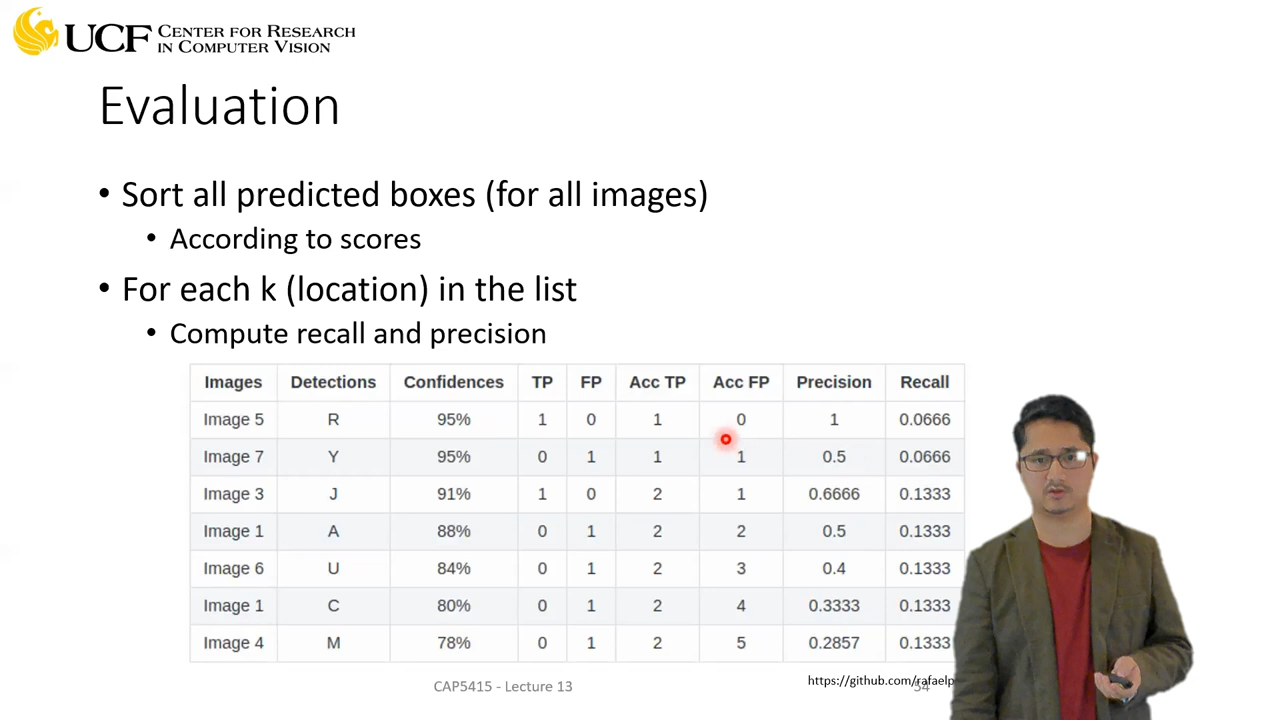 UCF CENTER FOR RESEARCH
IN COMPUTER VISION
Evaluation
• Sort all predicted boxes (for all images)
• According to scores
• For each k (location) in the list
• Compute recall and precision
Images Detections Confidences TP FP Acc TP Acc FP Precision Recall
Image 5 R 95% 1 0 1 0 1 0.0666
Image 7 Y 95% 0 1 1 1 0.5 0.0666
Image 3 J 91% 1 0 2 1 0.6666 0.1333
Image 1 A 88% 0 1 2 2 0.5 0.1333
Image 6 U 84% 0 1 2 3 0.4 0.1333
Image 1 C 80% 0 1 2 4 0.3333 0.1333
Image 4 M 78% 0 1 2 5 0.2857 0.1333
CAP5415 - Lecture 13
https://github.com/rafaelp
54